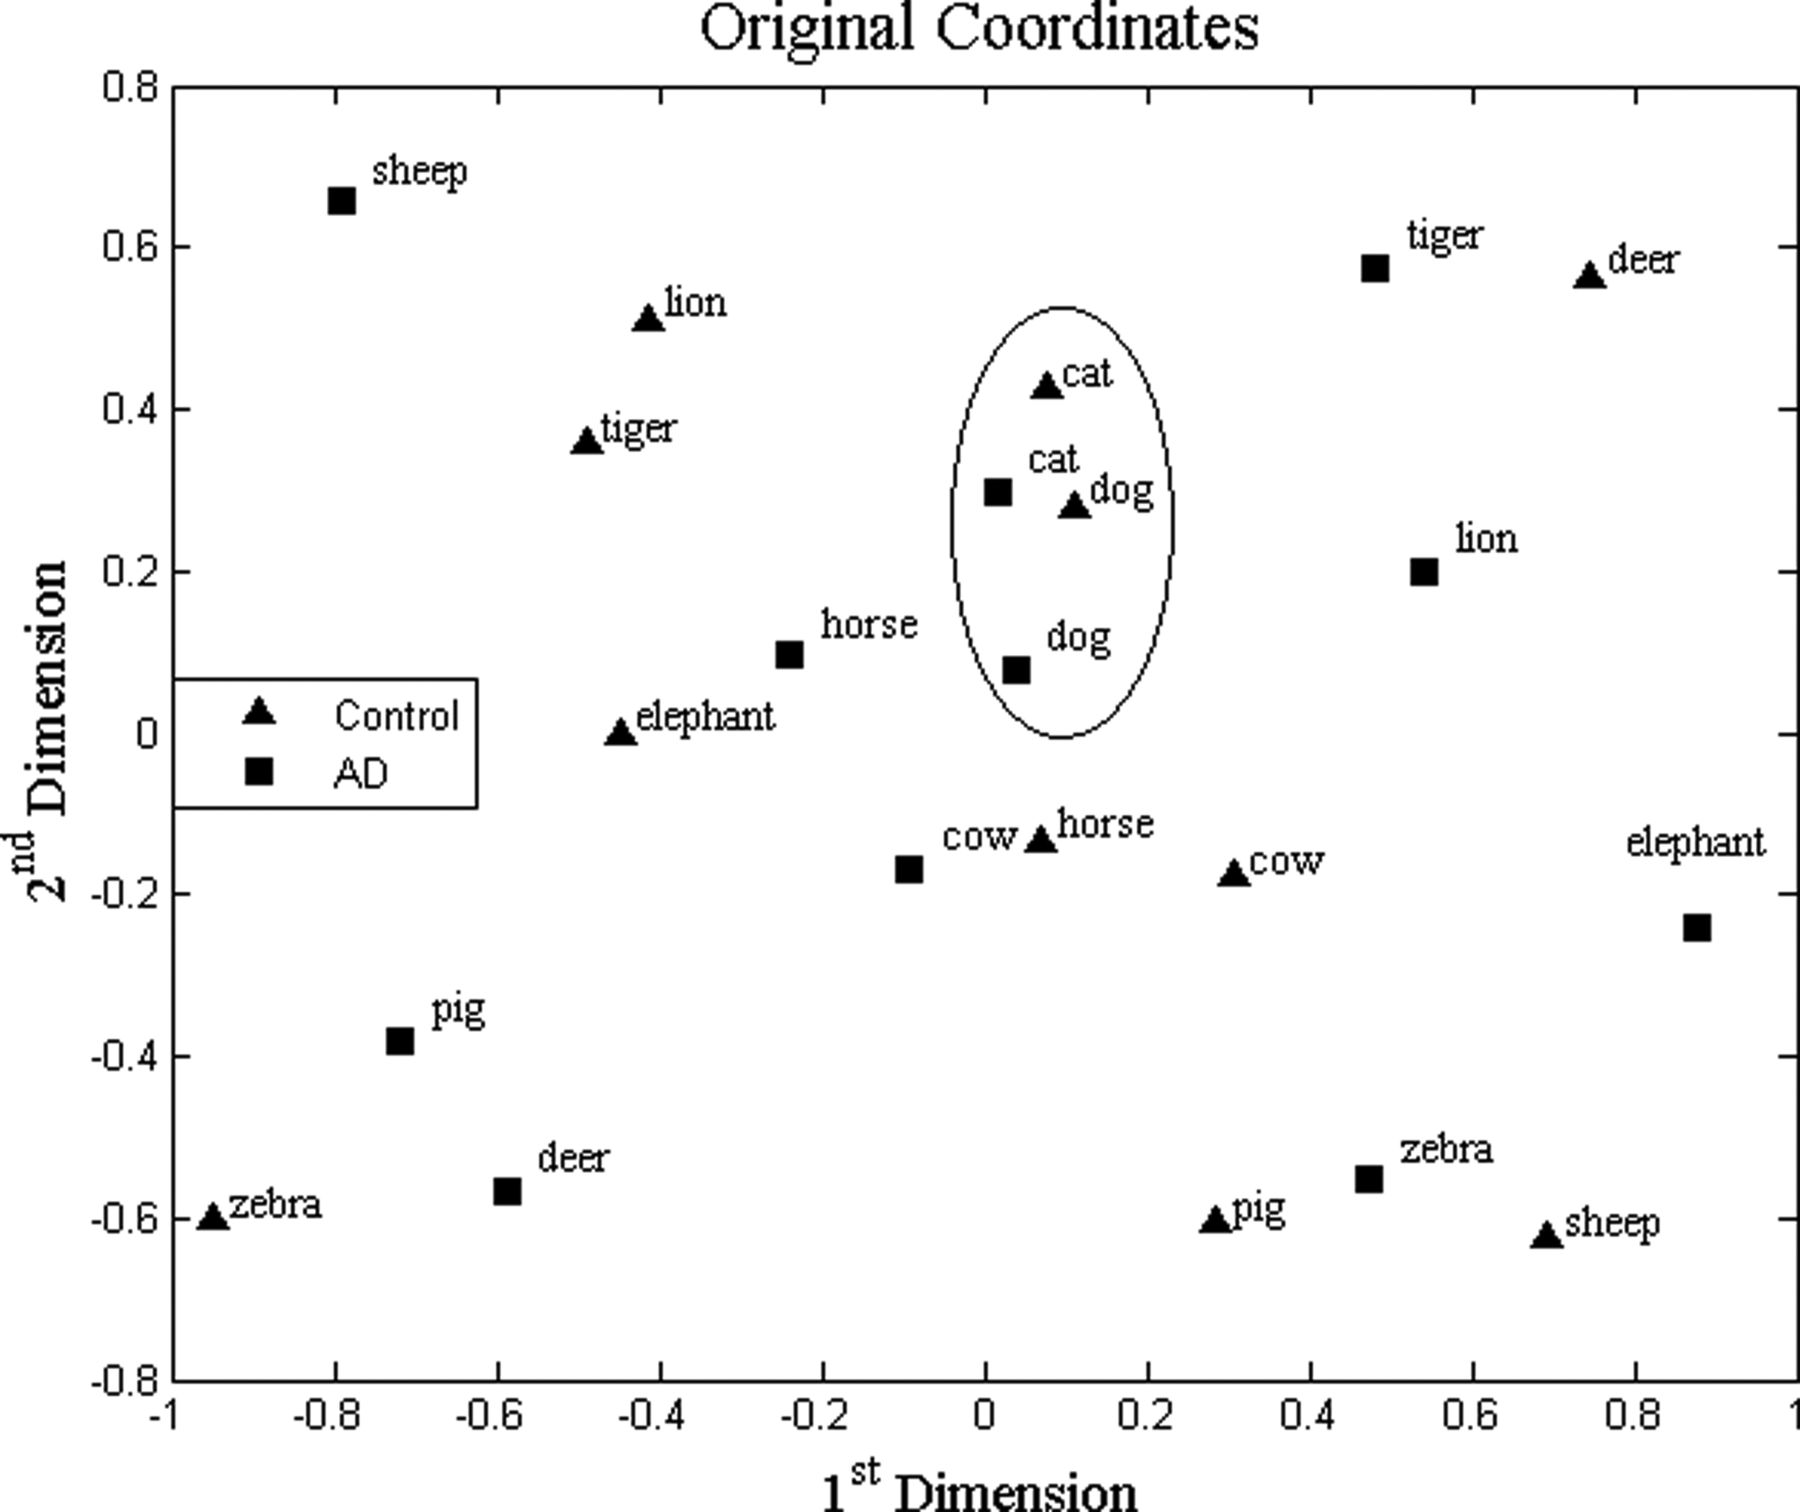 Original Coordinates
0.8
sheep
0.6
tiger
deer
lion
0.4
cat
tiger
cat
dog
0.2
lion
horse
dog
Control
elephant
0
AD
cow
horse
cow
elephant
-0.2
pig
-0.4
deer
zebra
-0.6
zebra
pig
sheep
-0.8
-1
-0.8
-0.6
-0.4
-0.2
0
0.2
0.4
0.6
0.8
1
1st Dimension
2nd Dimension